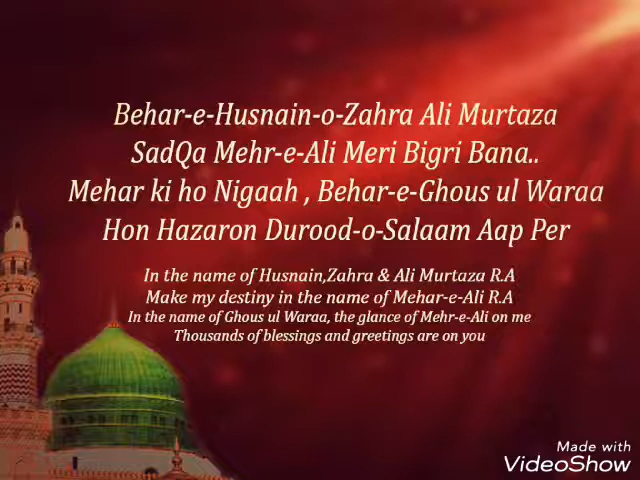 Behar-e-Husnain-o-Zahra Ali Murtaza
SadQa Mehr-e-Ali Meri Bigri Bana..
Mehar ki ho Nigaah , Behar-e-Ghous ul Waraa
Hon Hazaron Durood-o-Salaam Aap Per
In the name of Husnain,Zahra & Ali Murtaza R.A
Make my destiny in the name of Mehar-e-Ali R.A
In the name of Ghous ul Waraa, the glance of Mehr-e-Ali on me
Thousands of blessings and greetings are on you
Made with
VideoShow